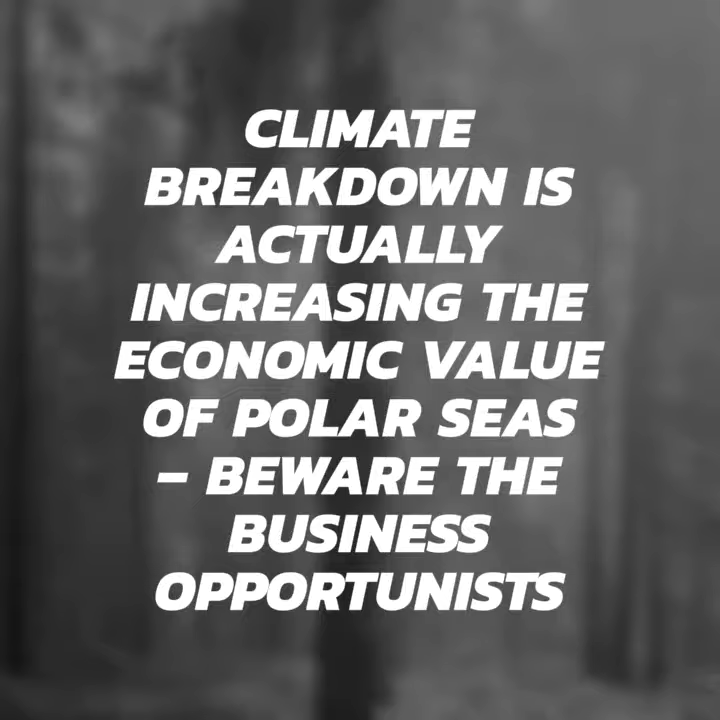 CLIMATE
BREAKDOWN IS
ACTUALLY
INCREASING THE
ECONOMIC VALUE
OF POLAR SEAS
– BEWARE THE
BUSINESS
OPPORTUNISTS